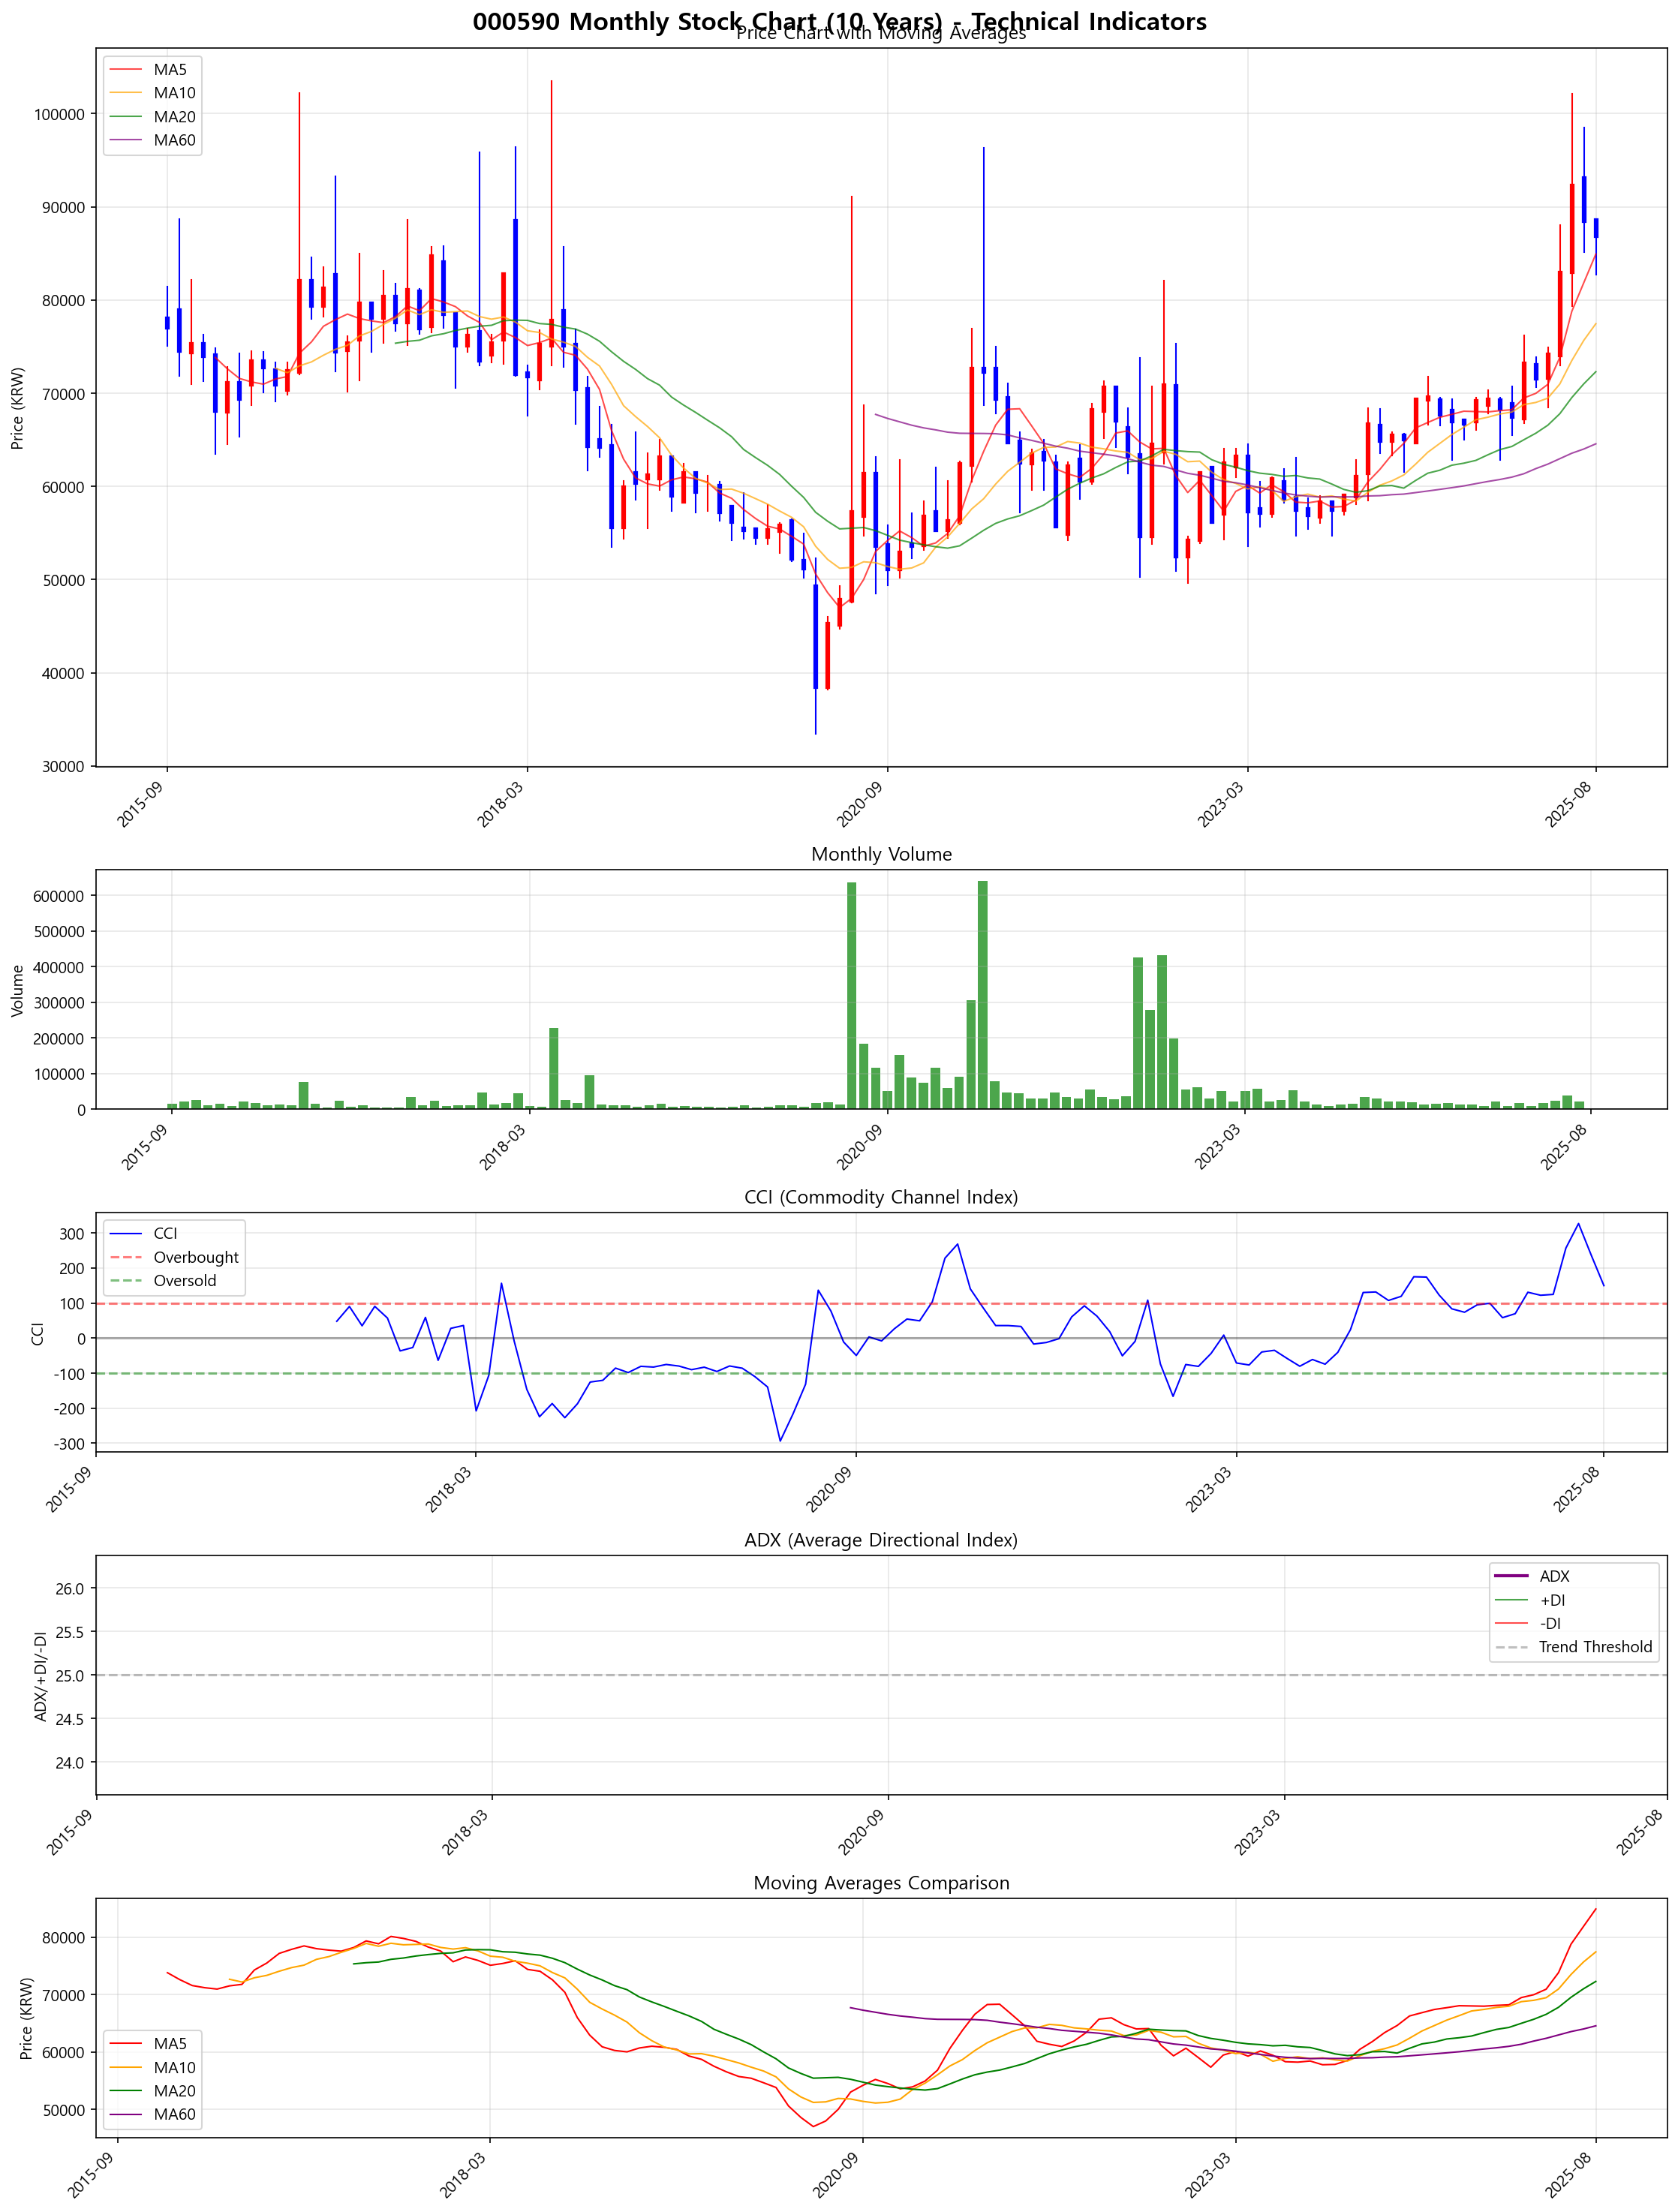 000590 Monthly Stock Chart (10 Years) - Technical Indicators
Price Chart with Moving Averages
MA5
MA10
MA20
MA60
Price (KRW)
100000
90000
80000
70000
60000
50000
40000
30000
2015-09
2018-03
2020-09
2023-03
2025-08
Monthly Volume
Volume
600000
500000
400000
300000
200000
100000
0
2015-09
2018-03
2020-09
2023-03
2025-08
CCI (Commodity Channel Index)
CCI
Overbought
Oversold
CCI
300
200
100
0
-100
-200
-300
2015-09
2018-03
2020-09
2023-03
2025-08
ADX (Average Directional Index)
ADX
+DI
-DI
Trend Threshold
ADX/+DI/-DI
26.0
25.5
25.0
24.5
24.0
2015-09
2018-03
2020-09
2023-03
2025-08
Moving Averages Comparison
Price (KRW)
80000
70000
60000
50000
MA5
MA10
MA20
MA60
2015-09
2018-03
2020-09
2023-03
2025-08